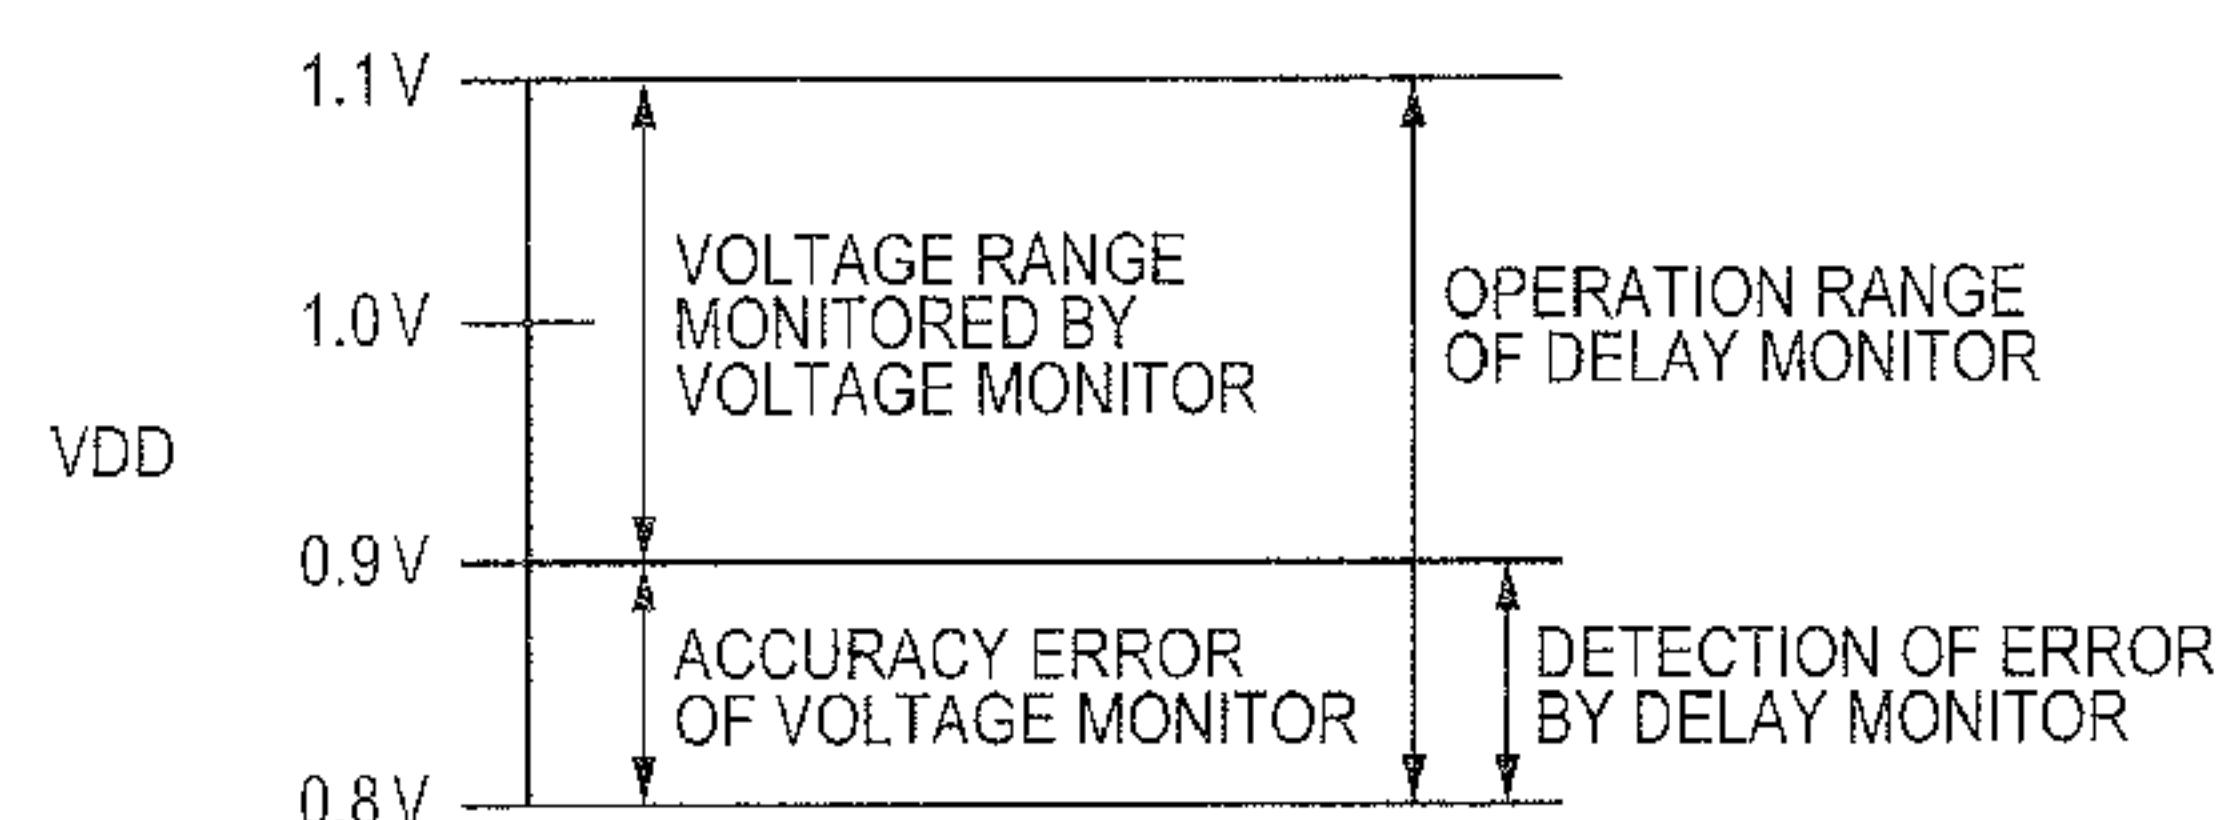 1.1V
VOLTAGE RANGE
MONITORED BY
VOLTAGE MONITOR
OPERATION RANGE
OF DELAY MONITOR
1.0V
VDD
0.9V
ACCURACY ERROR
OF VOLTAGE MONITOR
DETECTION OF ERROR
BY DELAY MONITOR
0.8V